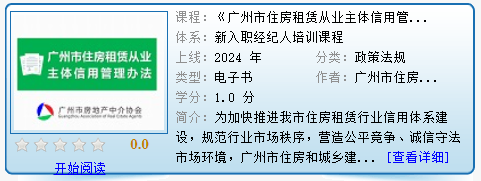 广州市住房租赁从业
主体信用管理办法
广州市房地产中介协会
Guangzhou Association of Real Estate Agents
0.0
开始阅读
课程：《广州市住房租赁从业主体信用管...
体系：新入职经纪人培训课程
上线：2024 年 分类：政策法规
类型：电子书 作者：广州市住房...
学分：1.0 分
简介：为加快推进我市住房租赁行业信用体系建
设，规范行业市场秩序，营造公平竞争、诚信守法
市场环境，广州市住房和城乡建... [查看详细]